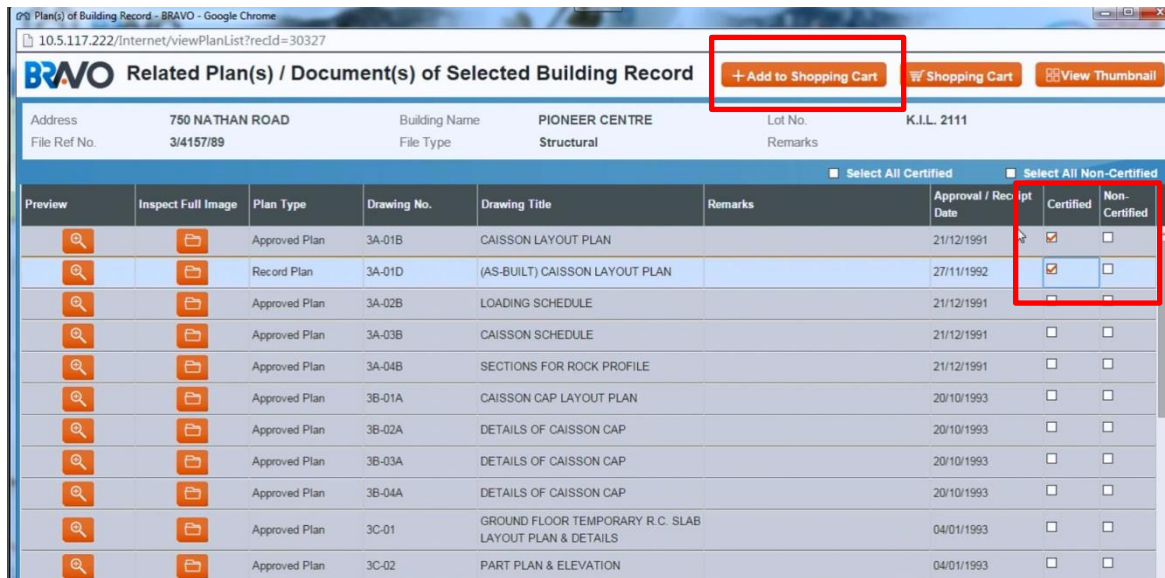 Plan(s) of Building Record - BRAVO - Google Chrome
10.5.117.222/Internet/viewPlanList?recId=30327
BRAVO Related Plan(s) / Document(s) of Selected Building Record + Add to Shopping Cart Shopping Cart View Thumbnail
Address 750 NATHAN ROAD Building Name PIONEER CENTRE Lot No. K.I.L. 2111
File Ref No. 3/4157/89 File Type Structural Remarks
Select All Certified Select All Non-Certified
Preview Inspect Full Image Plan Type Drawing No. Drawing Title Remarks Approval / Receipt Date Certified Non-Certified
Approved Plan 3A-01B CAISSON LAYOUT PLAN 21/12/1991
Record Plan 3A-01D (AS-BUILT) CAISSON LAYOUT PLAN 27/11/1992
Approved Plan 3A-02B LOADING SCHEDULE 21/12/1991
Approved Plan 3A-03B CAISSON SCHEDULE 21/12/1991
Approved Plan 3A-04B SECTIONS FOR ROCK PROFILE 21/12/1991
Approved Plan 3B-01A CAISSON CAP LAYOUT PLAN 20/10/1993
Approved Plan 3B-02A DETAILS OF CAISSON CAP 20/10/1993
Approved Plan 3B-03A DETAILS OF CAISSON CAP 20/10/1993
Approved Plan 3B-04A DETAILS OF CAISSON CAP 20/10/1993
Approved Plan 3C-01 GROUND FLOOR TEMPORARY R.C. SLAB
LAYOUT PLAN & DETAILS 04/01/1993
Approved Plan 3C-02 PART PLAN & ELEVATION 04/01/1993